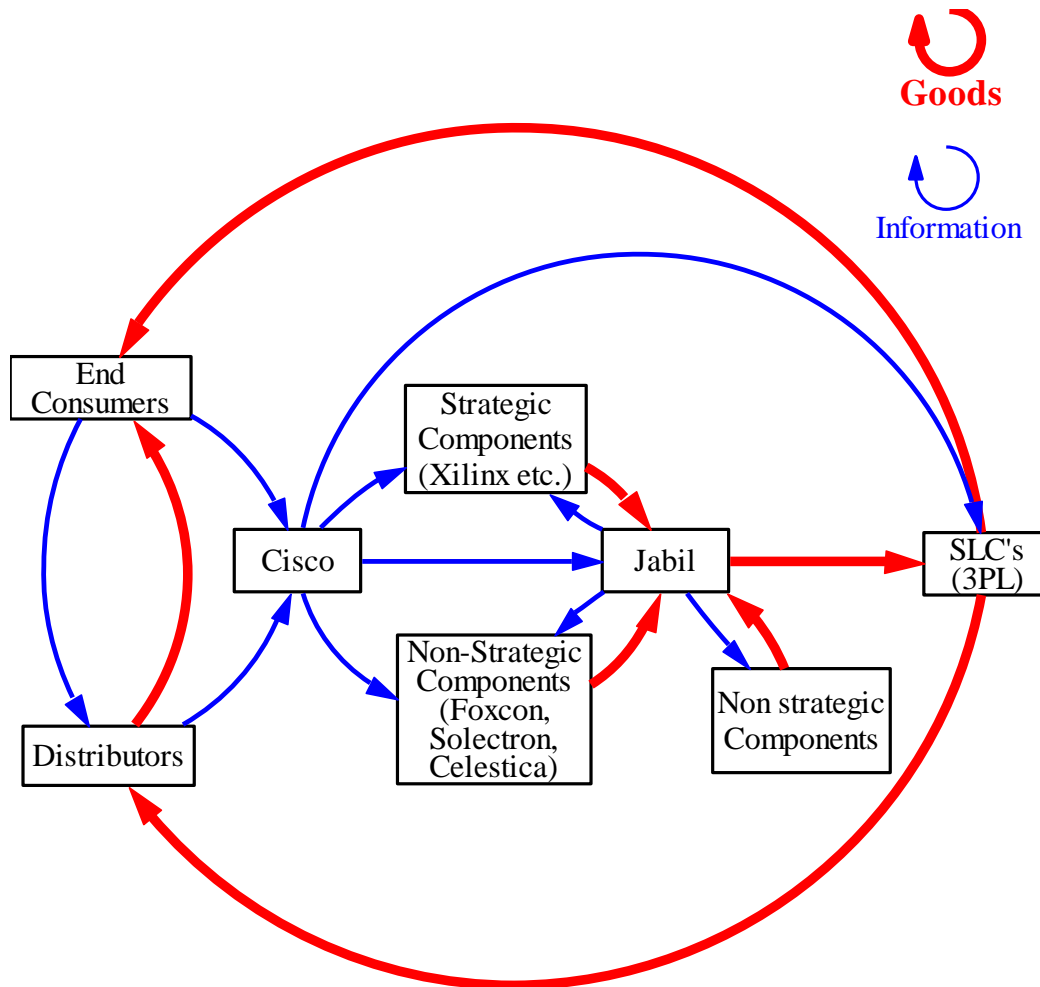 Goods
Information
End
Consumers
Strategic
Components
(Xilinx etc.)
Cisco
Jabil
SLC's
(3PL)
Non-Strategic
Components
(Foxcon,
Solectron,
Celestica)
Non strategic
Components
Distributors